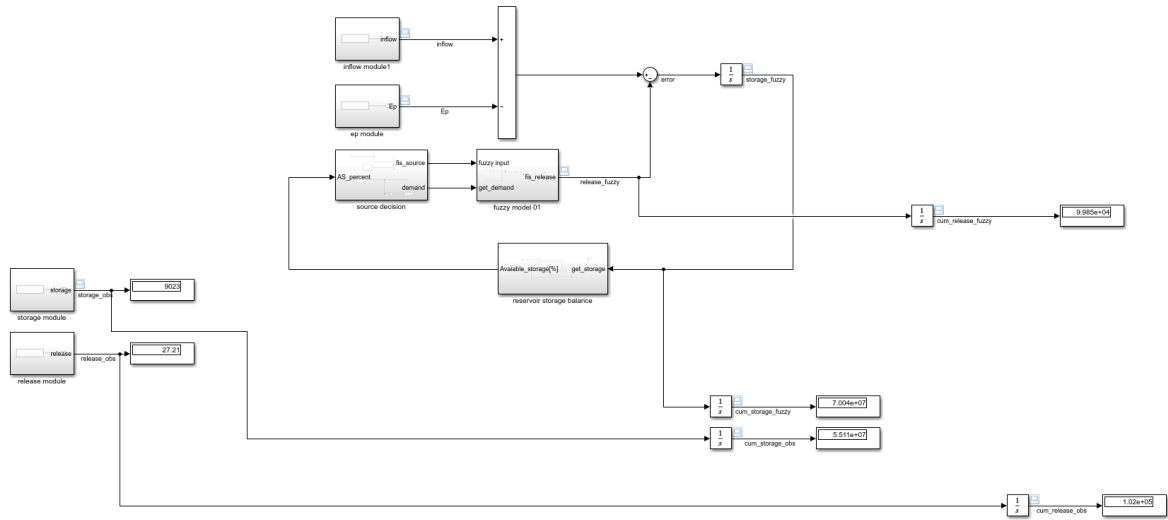 inflow
inflow
inflow module1
+
Ep
Ep
−
ep module
+
−
error
1
s
storage_fuzzy
fis_source
AS_percent
demand
source decision
fuzzy input
fis_release
get_demand
fuzzy model 01
release_fuzzy
1
s
cum_release_fuzzy
9.985e+04
Avaiable_storage[%]
get_storage
reservoir storage balance
storage
storage_obs
9023
storage module
release
release_obs
27.21
release module
1
s
cum_storage_fuzzy
7.004e+07
1
s
cum_storage_obs
5.511e+07
1
s
cum_release_obs
1.02e+05